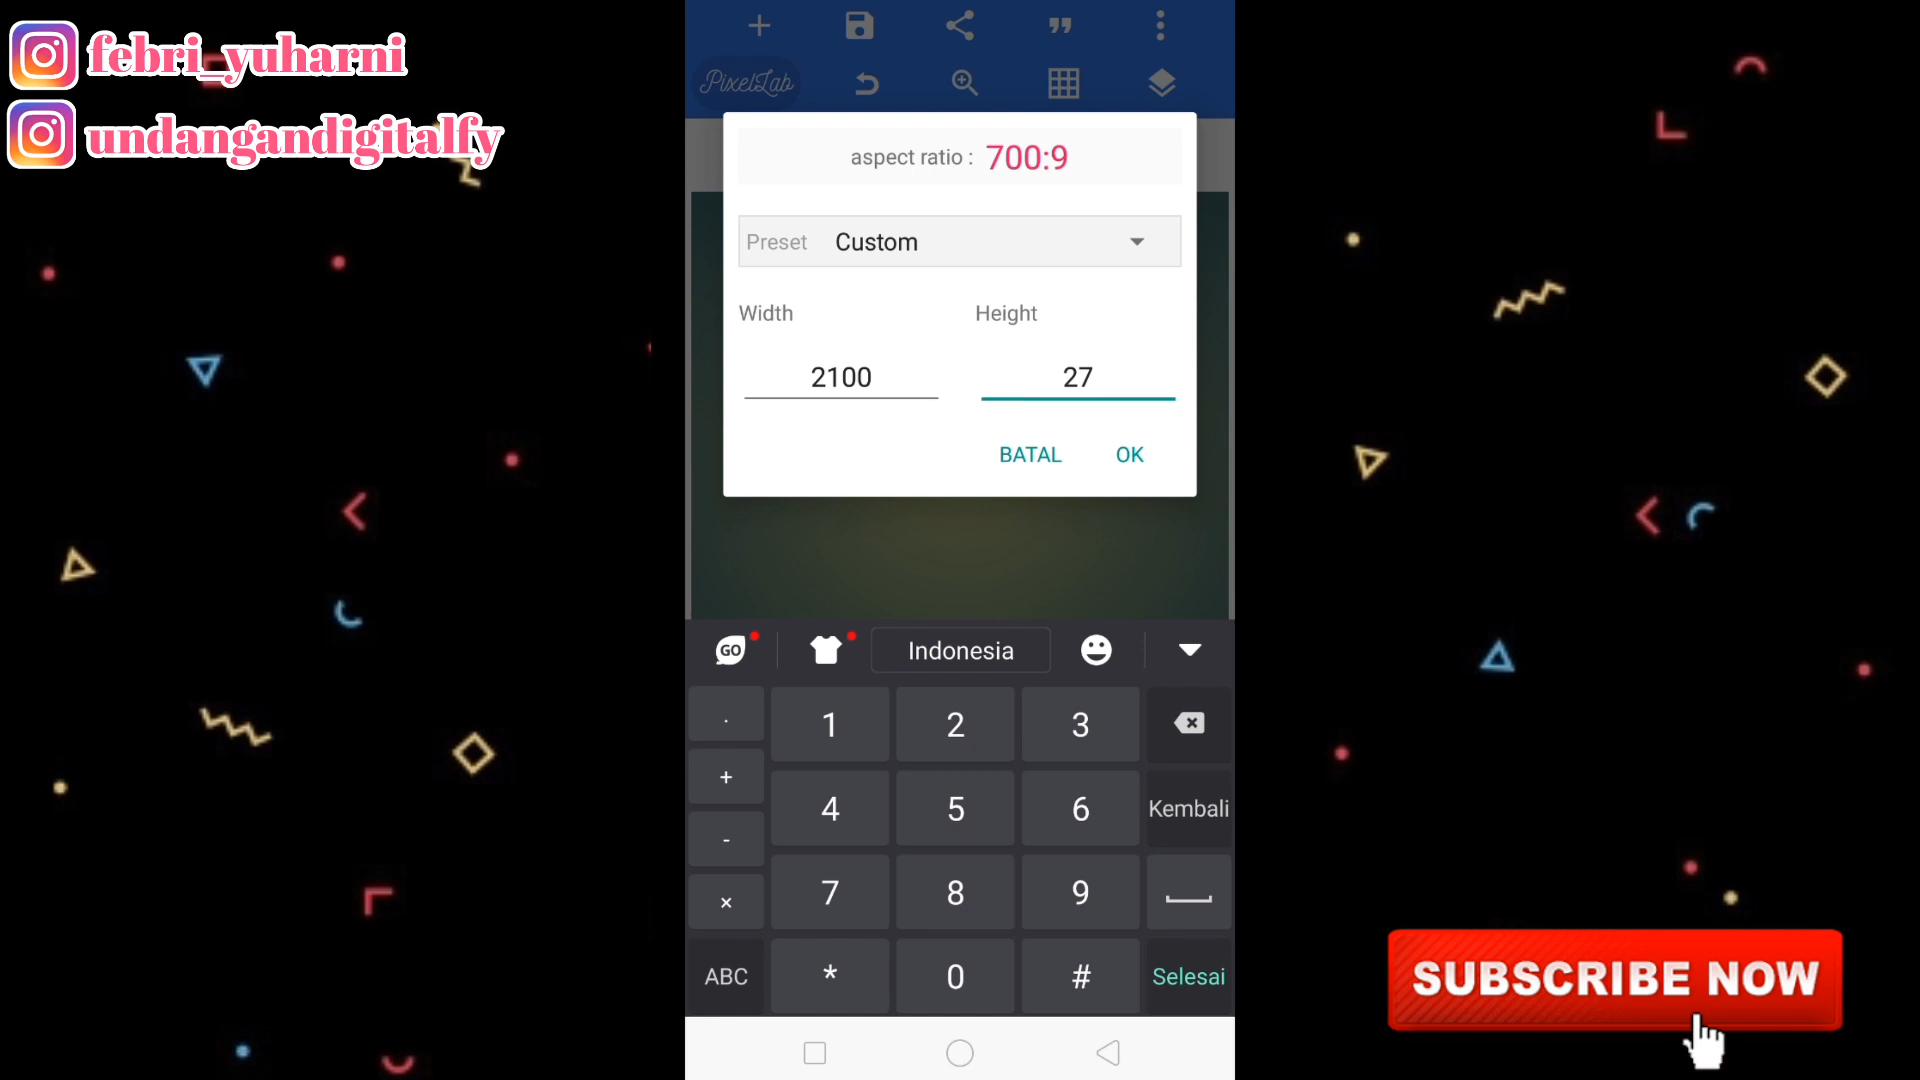 febri_yuharni
undangandigitalfy
PixelLab
aspect ratio : 700:9
Preset Custom
Width Height
2100 27
BATAL OK
GO Indonesia
. 1 2 3
+ 4 5 6 Kembali
- 7 8 9
×
ABC * 0 # Selesai
SUBSCRIBE NOW